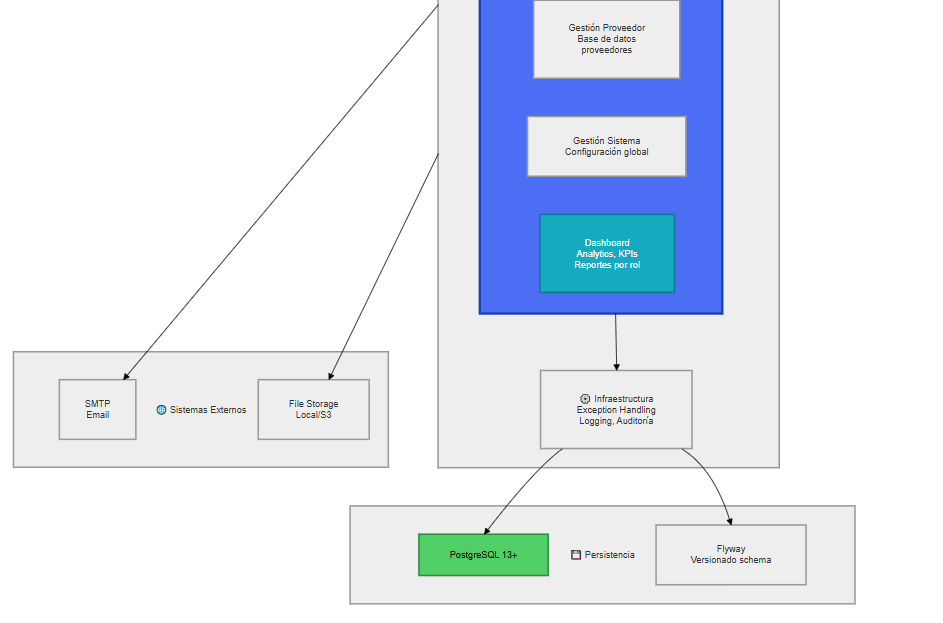 Gestión Proveedor
Base de datos
proveedores
Gestión Sistema
Configuración global
Dashboard
Analytics, KPIs
Reportes por rol
SMTP
Email
Sistemas Externos
File Storage
Local/S3
Infraestructura
Exception Handling
Logging, Auditoría
PostgreSQL 13+
Persistencia
Flyway
Versionado schema